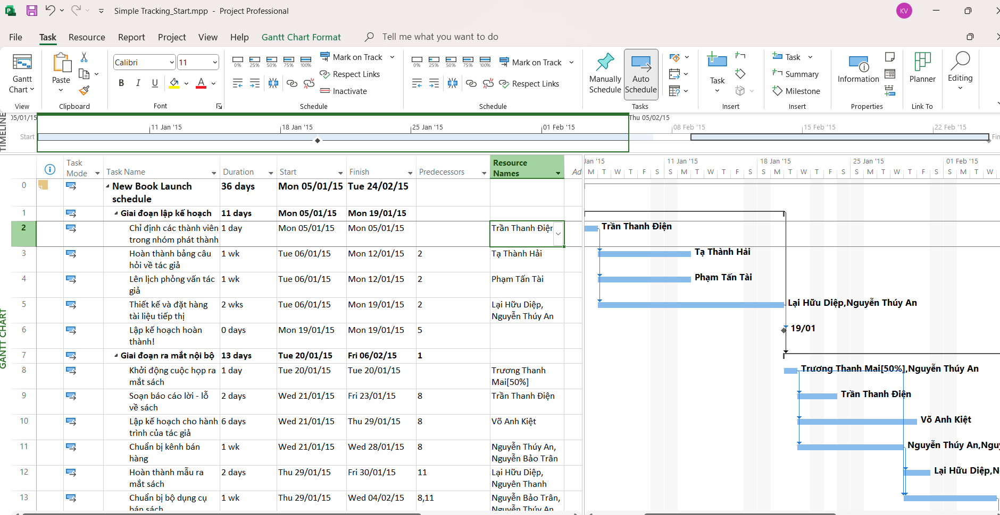 Simple Tracking_Start.mpp - Project Professional
KV
File Task Resource Report Project View Help Gantt Chart Format Tell me what you want to do
Gantt Chart
Paste
Calibri 11
B I U A
0% 25% 50% 75% 100%
Mark on Track
Respect Links
Inactivate
0% 25% 50% 75% 100%
Mark on Track
Respect Links
Manually Schedule
Auto Schedule
Task
Task
Summary
Milestone
Information
Planner
Editing
View Clipboard Font Schedule Schedule Tasks Insert Insert Properties Link To
TIMELINE
05/01/15
Thu 05/02/15
11 Jan '15 18 Jan '15 25 Jan '15 01 Feb '15 08 Feb '15 15 Feb '15 22 Feb '15
Start
Fin
GANTT CHART
Task Mode Task Name Duration Start Finish Predecessors Resource Names Ad
0 New Book Launch schedule 36 days Mon 05/01/15 Tue 24/02/15
1 Giai đoạn lập kế hoạch 11 days Mon 05/01/15 Mon 19/01/15
2 Chỉ định các thành viên trong nhóm phát thành 1 day Mon 05/01/15 Mon 05/01/15 Trần Thanh Điện
3 Hoàn thành bảng câu hỏi về tác giả 1 wk Tue 06/01/15 Mon 12/01/15 2 Tạ Thành Hải
4 Lên lịch phỏng vấn tác giả 1 wk Tue 06/01/15 Mon 12/01/15 2 Phạm Tấn Tài
5 Thiết kế và đặt hàng tài liệu tiếp thị 2 wks Tue 06/01/15 Mon 19/01/15 2 Lại Hữu Diệp, Nguyễn Thúy An
6 Lập kế hoạch hoàn thành! 0 days Mon 19/01/15 Mon 19/01/15 5
7 Giai đoạn ra mắt nội bộ 13 days Tue 20/01/15 Fri 06/02/15 1
8 Khởi động cuộc họp ra mắt sách 1 day Tue 20/01/15 Tue 20/01/15 Trương Thanh Mai[50%]
9 Soạn báo cáo lời - lỗ về sách 2 days Wed 21/01/15 Fri 23/01/15 8 Trần Thanh Điện
10 Lập kế hoạch cho hành trình của tác giả 6 days Wed 21/01/15 Thu 29/01/15 8 Võ Anh Kiệt
11 Chuẩn bị kênh bán hàng 1 wk Wed 21/01/15 Wed 28/01/15 8 Nguyễn Thúy An, Nguyễn Bảo Trân
12 Hoàn thành mẫu ra mắt sách 2 days Thu 29/01/15 Fri 30/01/15 11 Lại Hữu Diệp, Nguyên Thanh
13 Chuẩn bị bộ dụng cụ bán sách 1 wk Thu 29/01/15 Wed 04/02/15 8,11 Nguyễn Bảo Trân, Nguyễn Thúy An
Jan '15 11 Jan '15 18 Jan '15 25 Jan '15 01 Feb '15
M T W T F S S M T W T F S S M T W T F S S M T W T F S S M T W
Trần Thanh Điện
Tạ Thành Hải
Phạm Tấn Tài
Lại Hữu Diệp,Nguyễn Thúy An
19/01
Trương Thanh Mai[50%],Nguyễn Thúy An
Trần Thanh Điện
Võ Anh Kiệt
Nguyễn Thúy An,Nguy
Lại Hữu Diệp,N